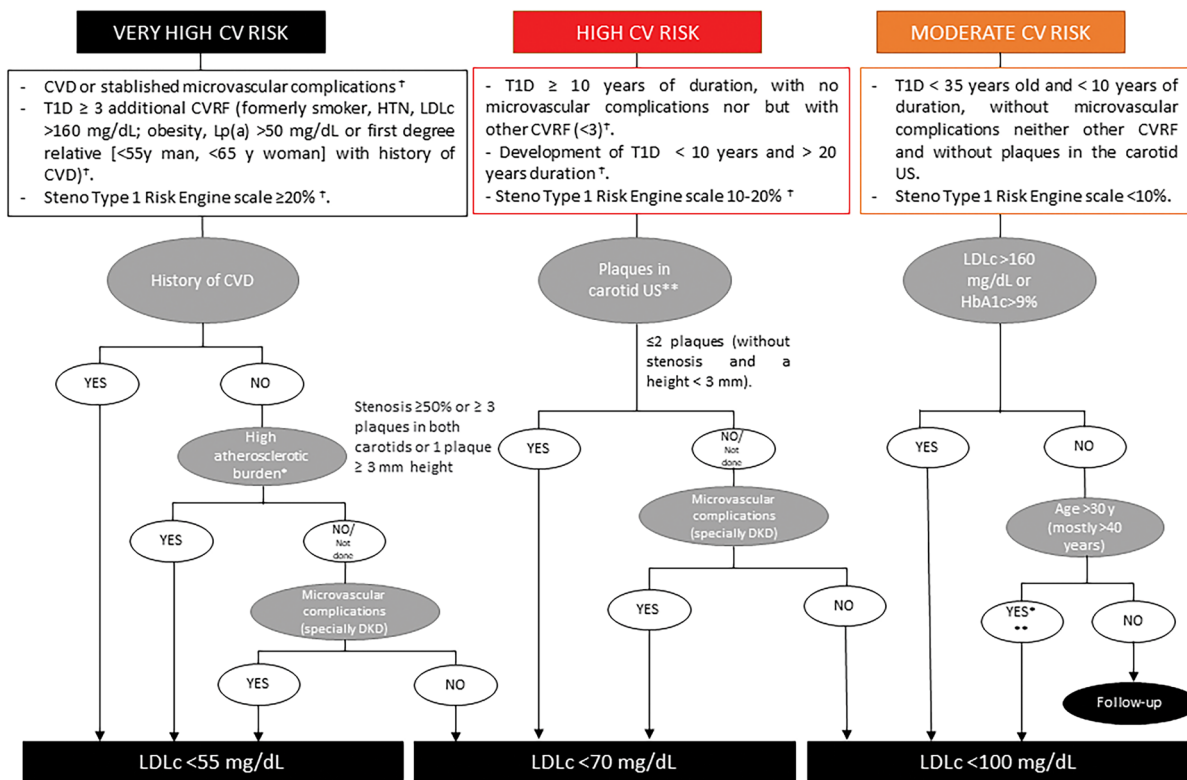 VERY HIGH CV RISK
- CVD or stablished microvascular complications †
- T1D ≥ 3 additional CVRF (formerly smoker, HTN, LDLc
>160 mg/dL; obesity, Lp(a) >50 mg/dL or first degree
relative [<55y man, <65 y woman] with history of
CVD)†.
- Steno Type 1 Risk Engine scale ≥20% †.
History of CVD
YES
NO
High
atherosclerotic
burden*
Stenosis ≥50% or ≥ 3
plaques in both
carotids or 1 plaque
≥ 3 mm height
YES
NO/
Not
done
Microvascular
complications
(specially DKD)
YES
NO
LDLc <55 mg/dL
HIGH CV RISK
- T1D ≥ 10 years of duration, with no
microvascular complications nor but with
other CVRF (<3)†.
- Development of T1D < 10 years and > 20
years duration †.
- Steno Type 1 Risk Engine scale 10-20% †
Plaques in
carotid US**
≤2 plaques (without
stenosis and a
height < 3 mm).
YES
NO/
Not
done
Microvascular
complications
(specially DKD)
YES
NO
LDLc <70 mg/dL
MODERATE CV RISK
- T1D < 35 years old and < 10 years of
duration, without microvascular
complications neither other CVRF
and without plaques in the carotid
US.
- Steno Type 1 Risk Engine scale <10%.
LDLc >160
mg/dL or
HbA1c>9%
YES
NO
Age >30 y
(mostly >40
years)
YES*
**
NO
Follow-up
LDLc <100 mg/dL